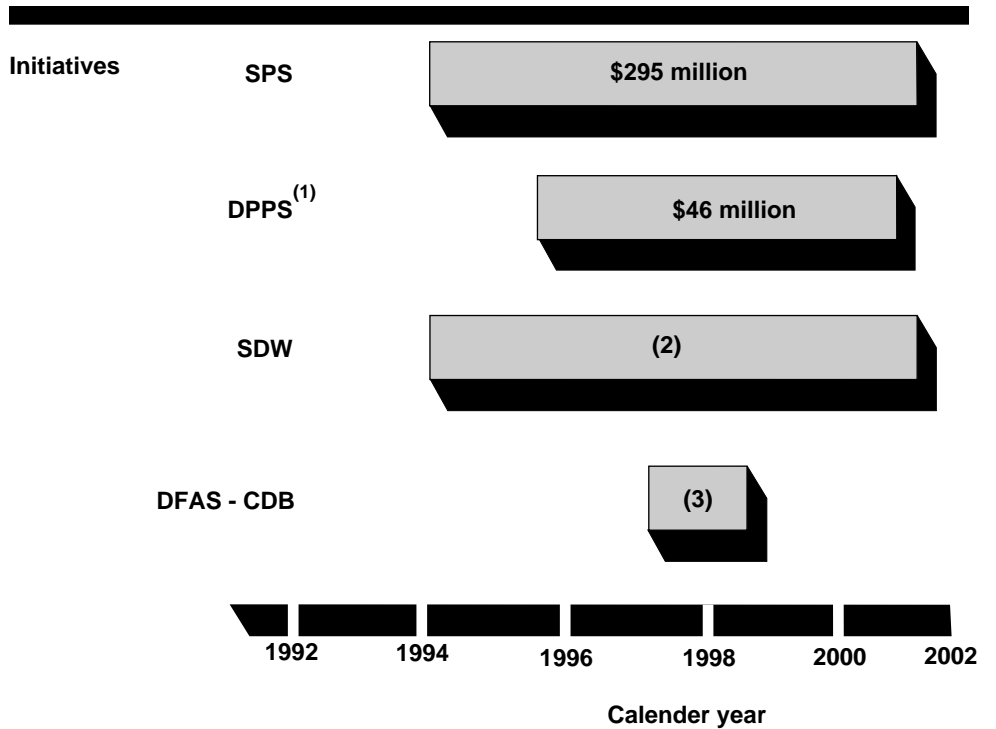 Initiatives
SPS
$295 million
DPPS(1)
$46 million
SDW
(2)
DFAS - CDB
(3)
1992 1994 1996 1998 2000 2002
Calender year